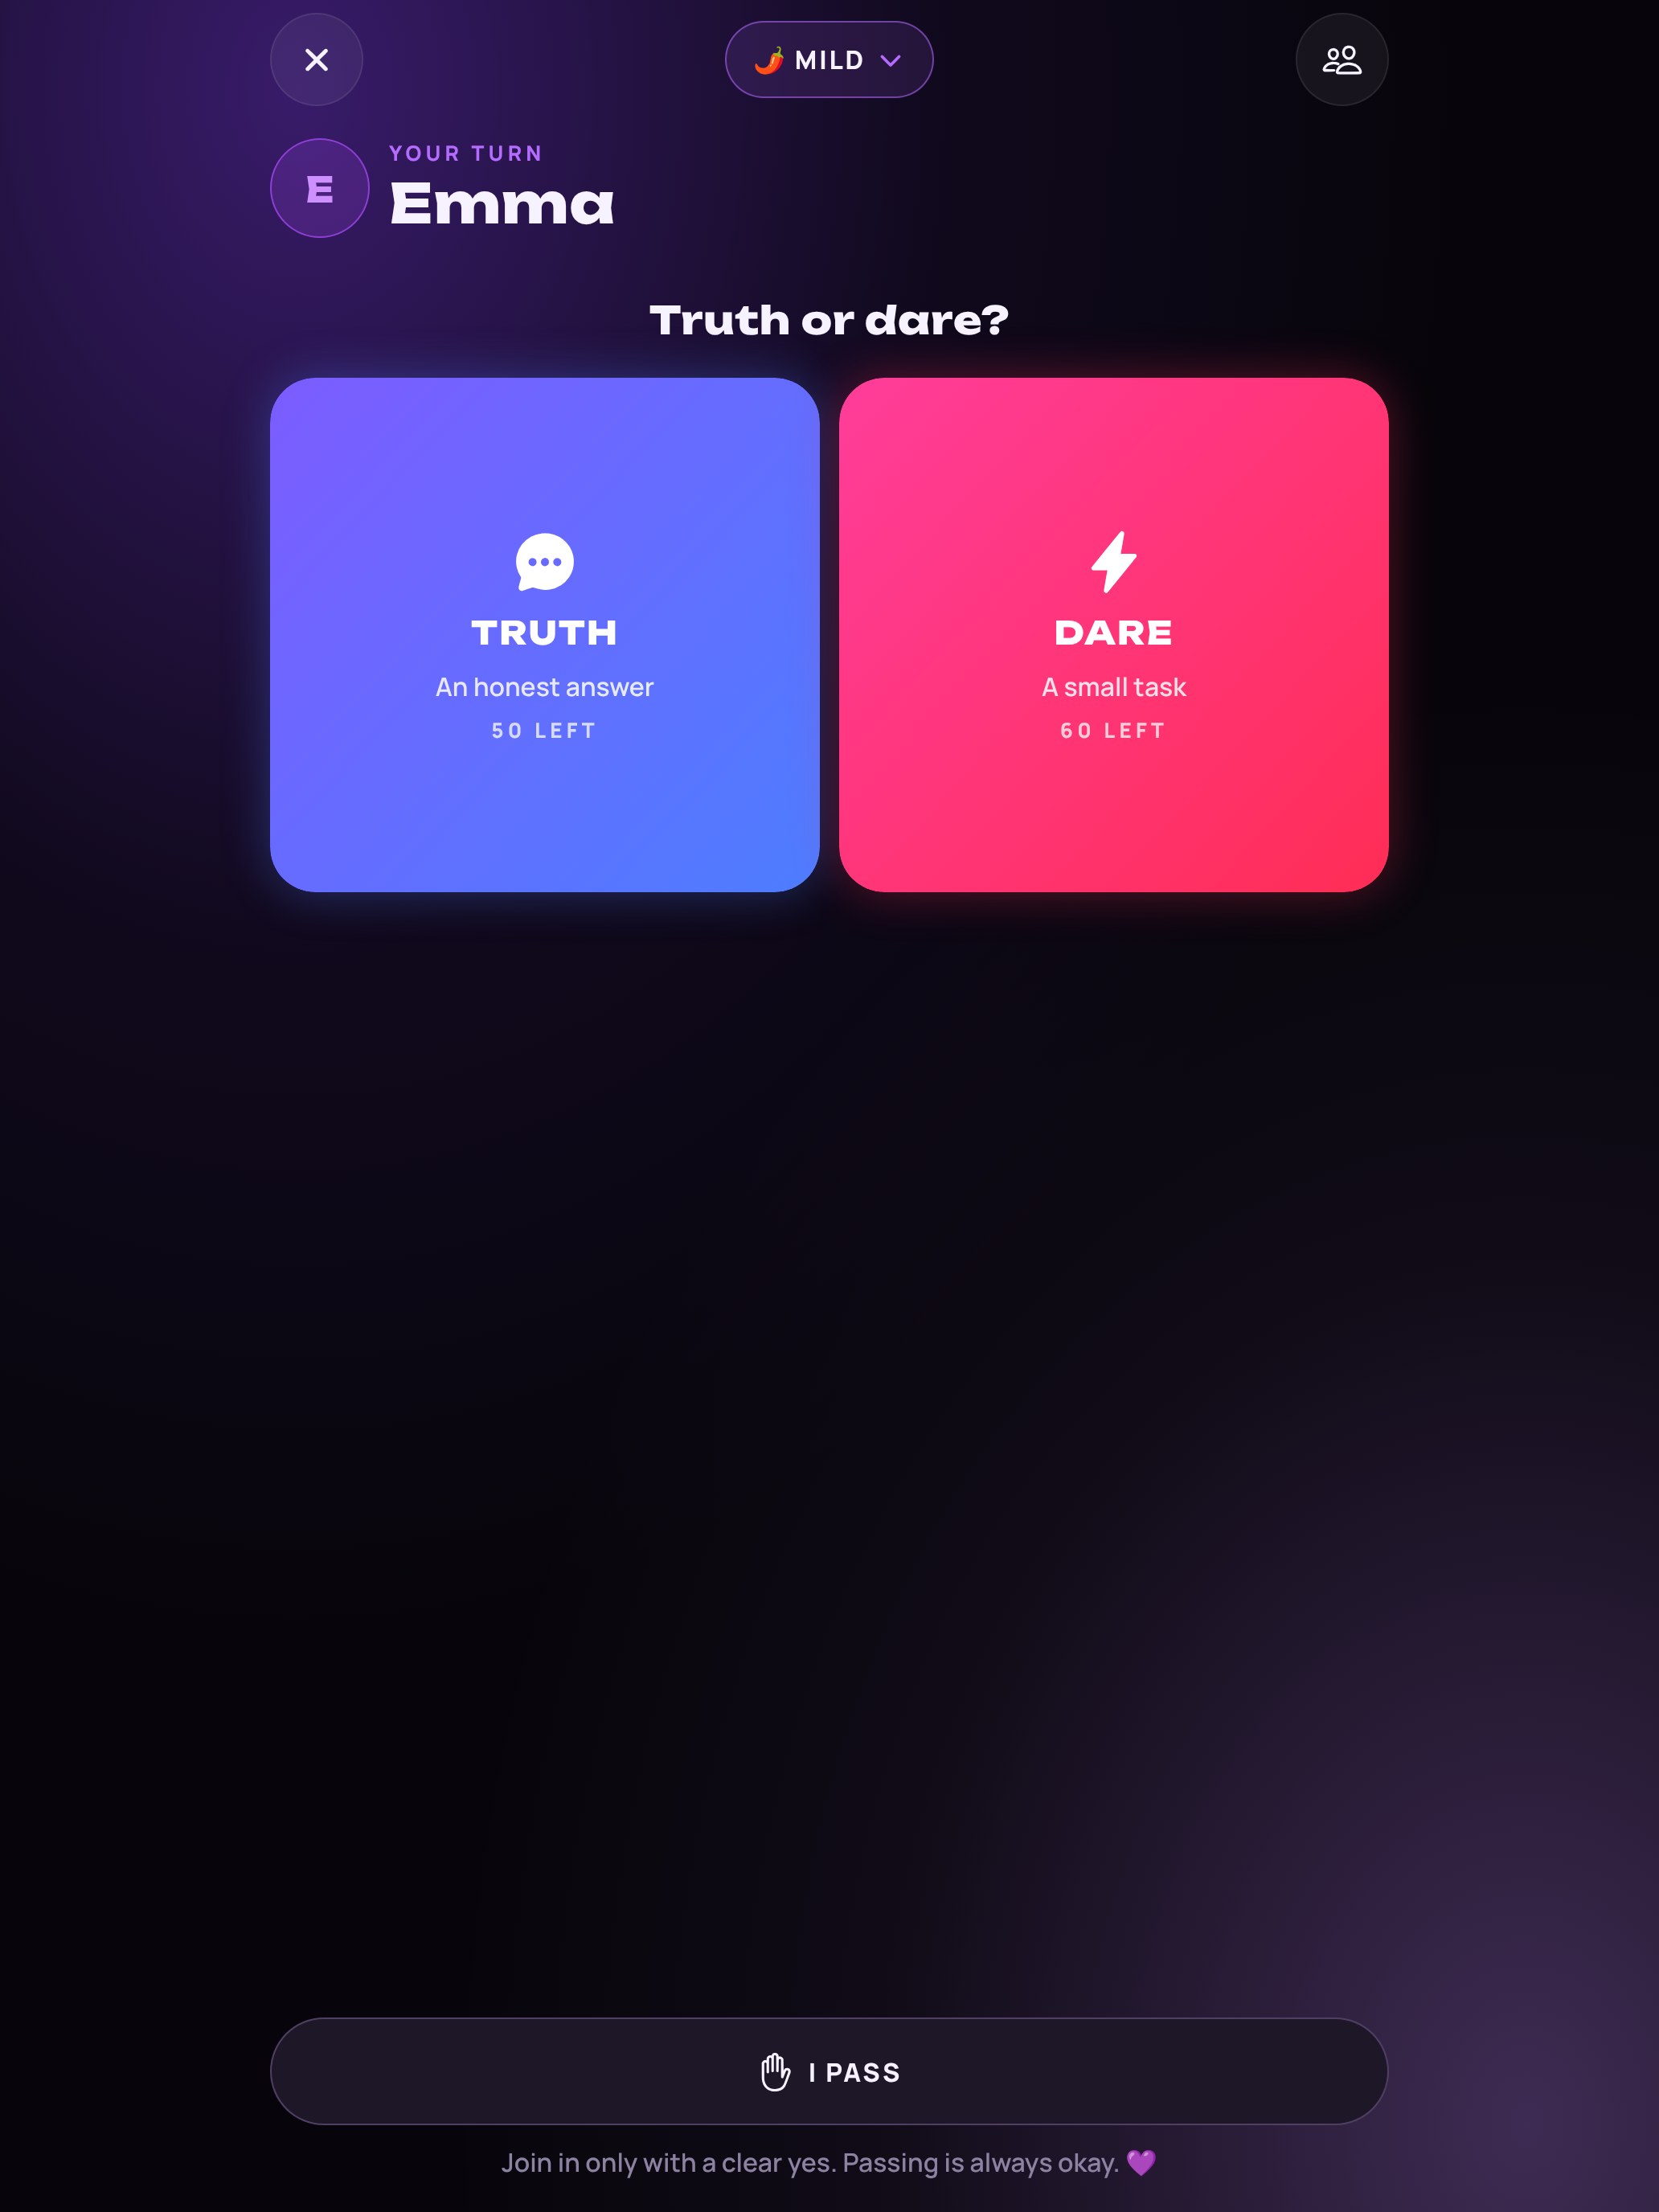 🌶️ MILD
E
YOUR TURN
Emma
Truth or dare?
TRUTH
An honest answer
50 LEFT
DARE
A small task
60 LEFT
I PASS
Join in only with a clear yes. Passing is always okay. 💜